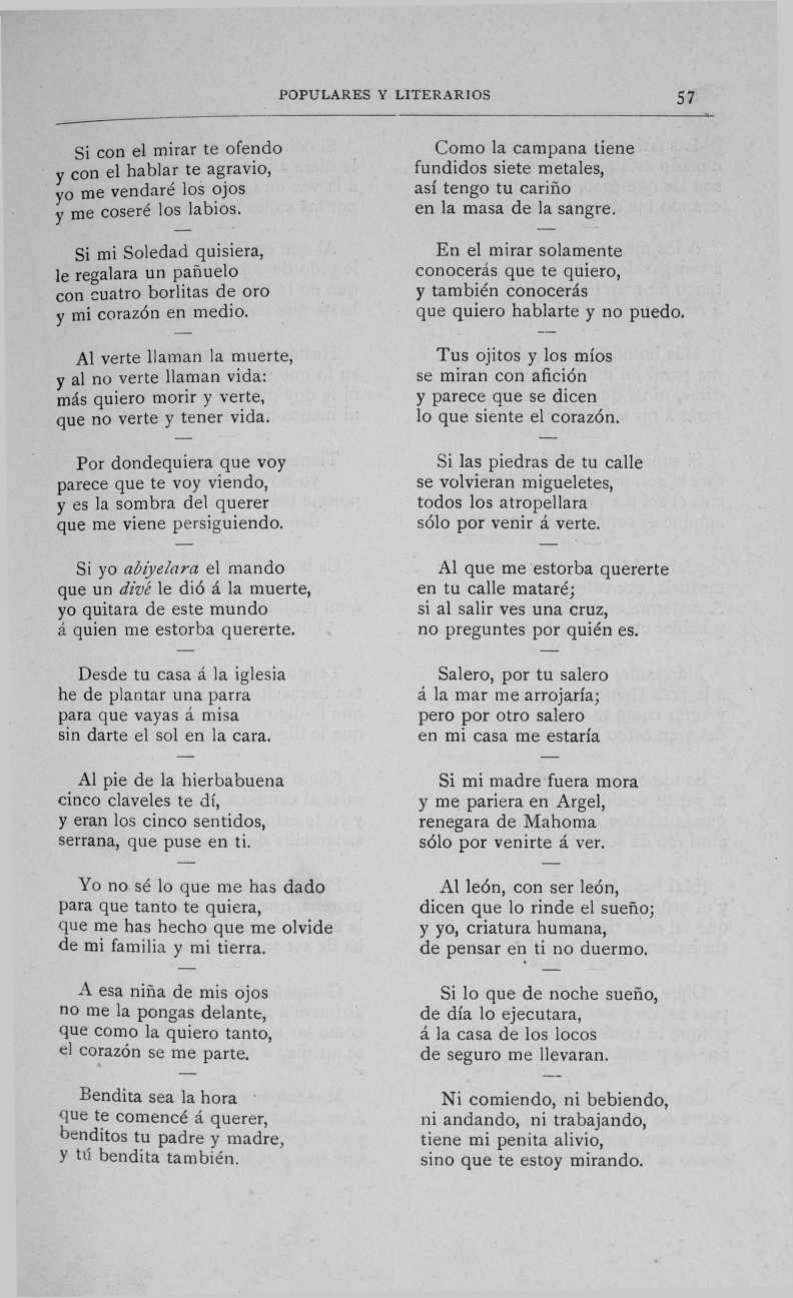 POPULARES Y LITERARIOS 57
Si con el mirar te ofendo
y con el hablar te agravio,
yo me vendaré los ojos
y me coseré los labios.
Si mi Soledad quisiera,
le regalara un pañuelo
con cuatro borlitas de oro
y mi corazón en medio.
Al verte llaman la muerte,
y al no verte llaman vida:
más quiero morir y verte,
que no verte y tener vida.
Por dondequiera que voy
parece que te voy viendo,
y es la sombra del querer
que me viene persiguiendo.
Si yo abiyelara el mando
que un divé le dió á la muerte,
yo quitara de este mundo
á quien me estorba quererte.
Desde tu casa á la iglesia
he de plantar una parra
para que vayas á misa
sin darte el sol en la cara.
Al pie de la hierbabuena
cinco claveles te dí,
y eran los cinco sentidos,
serrana, que puse en ti.
Yo no sé lo que me has dado
para que tanto te quiera,
que me has hecho que me olvide
de mi familia y mi tierra.
A esa niña de mis ojos
no me la pongas delante,
que como la quiero tanto,
el corazón se me parte.
Bendita sea la hora
que te comencé á querer,
benditos tu padre y madre,
y tú bendita también.
Como la campana tiene
fundidos siete metales,
así tengo tu cariño
en la masa de la sangre.
En el mirar solamente
conocerás que te quiero,
y también conocerás
que quiero hablarte y no puedo.
Tus ojitos y los míos
se miran con afición
y parece que se dicen
lo que siente el corazón.
Si las piedras de tu calle
se volvieran migueletes,
todos los atropellara
sólo por venir á verte.
Al que me estorba quererte
en tu calle mataré;
si al salir ves una cruz,
no preguntes por quién es.
Salero, por tu salero
á la mar me arrojaría;
pero por otro salero
en mi casa me estaría
Si mi madre fuera mora
y me pariera en Argel,
renegara de Mahoma
sólo por venirte á ver.
Al león, con ser león,
dicen que lo rinde el sueño;
y yo, criatura humana,
de pensar en ti no duermo.
Si lo que de noche sueño,
de día lo ejecutara,
á la casa de los locos
de seguro me llevaran.
Ni comiendo, ni bebiendo,
ni andando, ni trabajando,
tiene mi penita alivio,
sino que te estoy mirando.